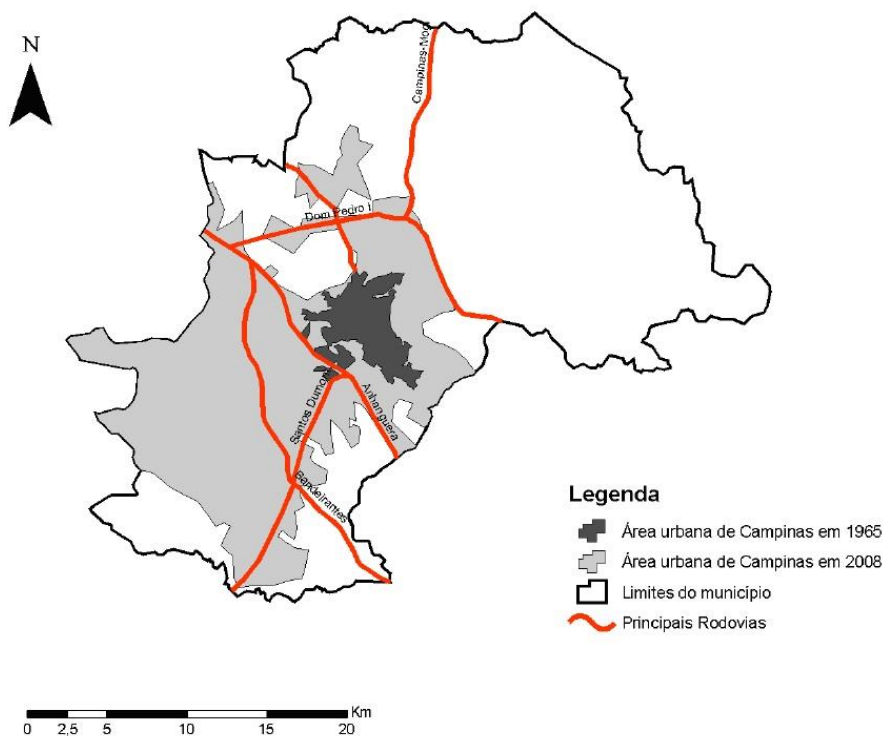 N
Campinas-Mog
Dom Pedro I
Santos Dumont
Anhanguera
Bandeirantes
Legenda
Área urbana de Campinas em 1965
Área urbana de Campinas em 2008
Limites do município
Principais Rodovias
Km
0 2,5 5 10 15 20